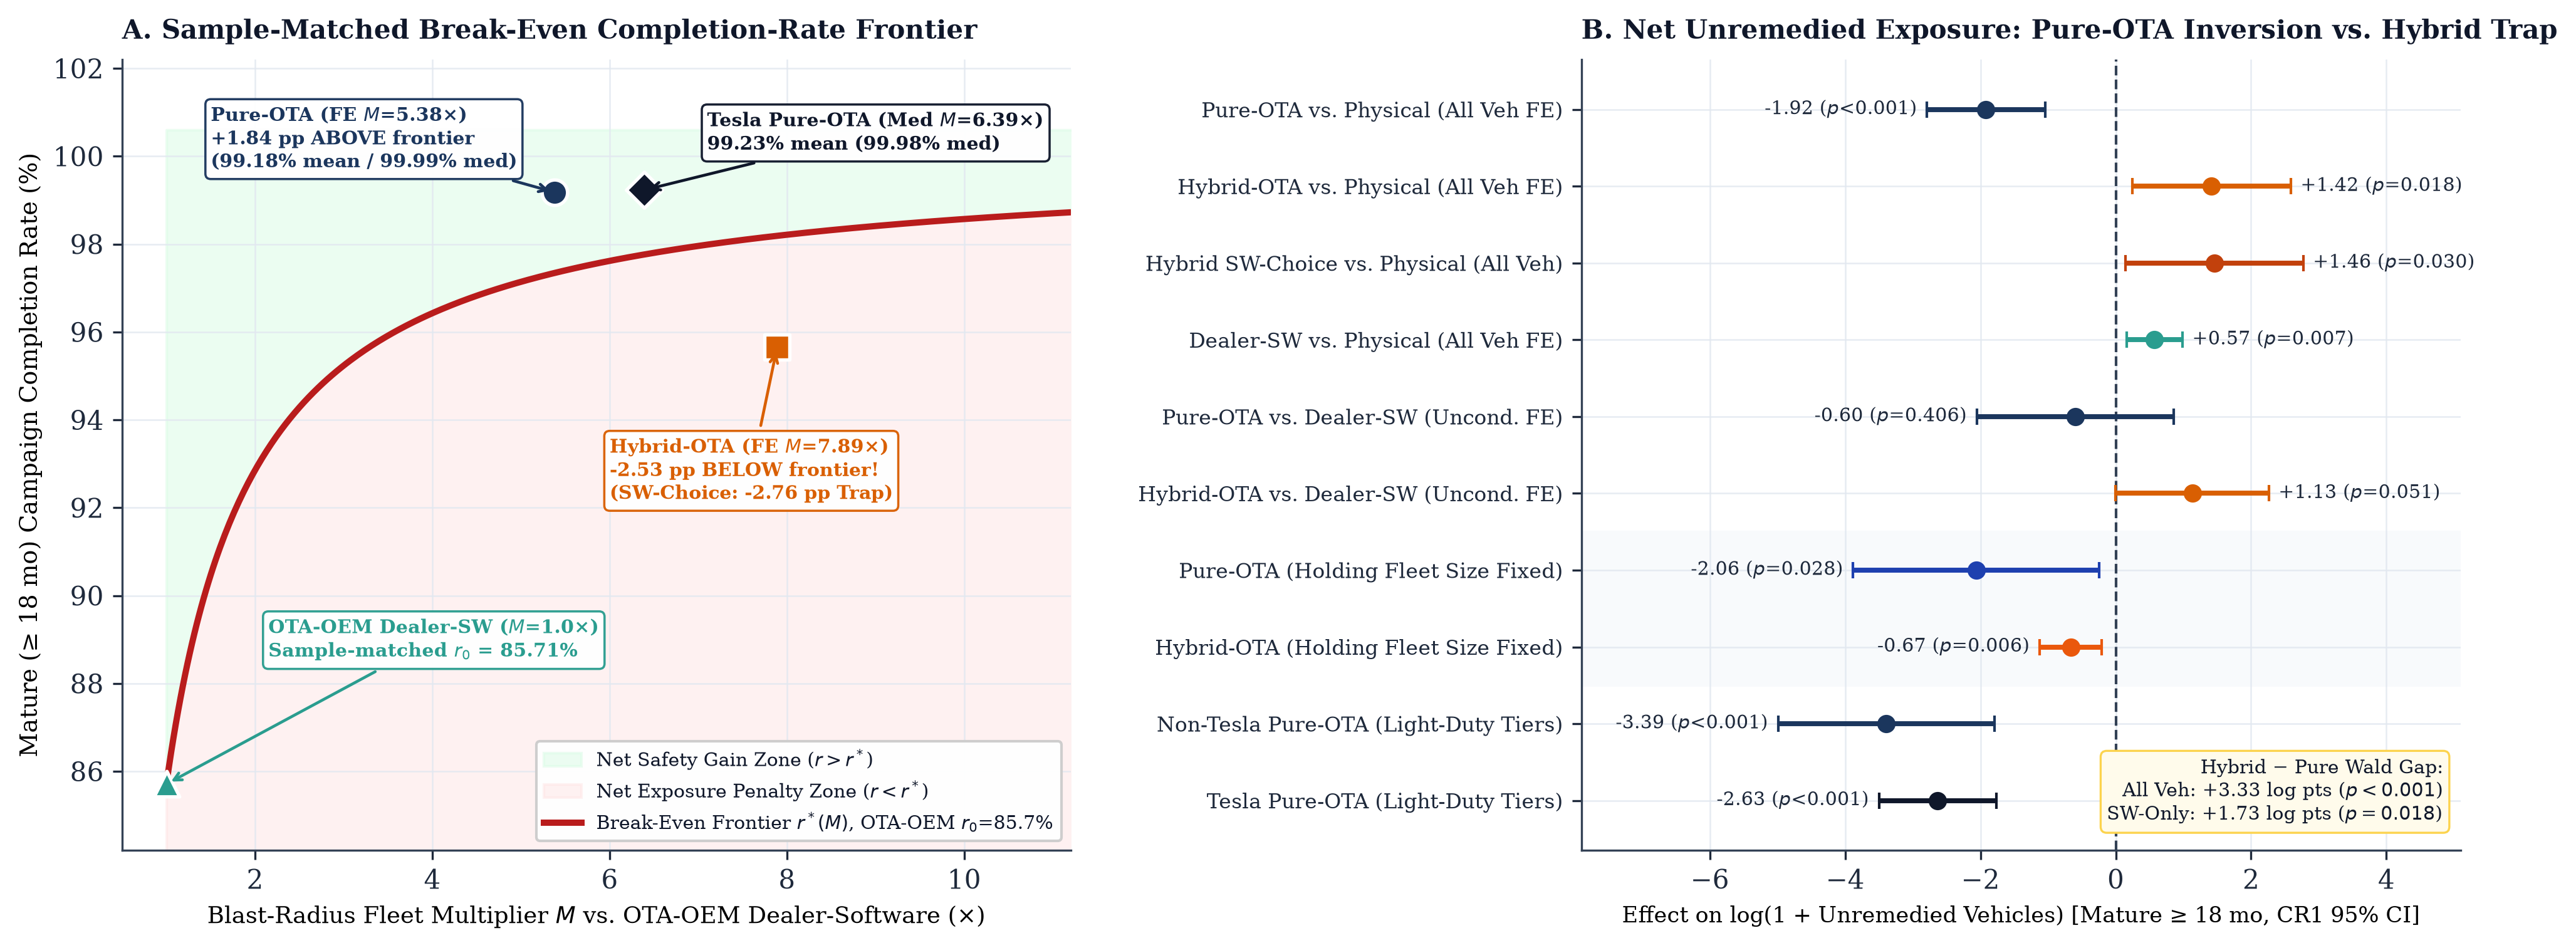 A. Sample-Matched Break-Even Completion-Rate Frontier
Mature (≥ 18 mo) Campaign Completion Rate (%)
102
100
98
96
94
92
90
88
86
Pure-OTA (FE M=5.38×)
+1.84 pp ABOVE frontier
(99.18% mean / 99.99% med)
Tesla Pure-OTA (Med M=6.39×)
99.23% mean (99.98% med)
Hybrid-OTA (FE M=7.89×)
-2.53 pp BELOW frontier!
(SW-Choice: -2.76 pp Trap)
OTA-OEM Dealer-SW (M=1.0×)
Sample-matched r₀ = 85.71%
Net Safety Gain Zone (r > r*)
Net Exposure Penalty Zone (r < r*)
Break-Even Frontier r*(M), OTA-OEM r₀=85.7%
2
4
6
8
10
Blast-Radius Fleet Multiplier M vs. OTA-OEM Dealer-Software (×)
B. Net Unremedied Exposure: Pure-OTA Inversion vs. Hybrid Trap
Pure-OTA vs. Physical (All Veh FE)
-1.92 (p<0.001)
Hybrid-OTA vs. Physical (All Veh FE)
+1.42 (p=0.018)
Hybrid SW-Choice vs. Physical (All Veh)
+1.46 (p=0.030)
Dealer-SW vs. Physical (All Veh FE)
+0.57 (p=0.007)
Pure-OTA vs. Dealer-SW (Uncond. FE)
-0.60 (p=0.406)
Hybrid-OTA vs. Dealer-SW (Uncond. FE)
+1.13 (p=0.051)
Pure-OTA (Holding Fleet Size Fixed)
-2.06 (p=0.028)
Hybrid-OTA (Holding Fleet Size Fixed)
-0.67 (p=0.006)
Non-Tesla Pure-OTA (Light-Duty Tiers)
-3.39 (p<0.001)
Tesla Pure-OTA (Light-Duty Tiers)
-2.63 (p<0.001)
Hybrid − Pure Wald Gap:
All Veh: +3.33 log pts (p < 0.001)
SW-Only: +1.73 log pts (p = 0.018)
−6
−4
−2
0
2
4
Effect on log(1 + Unremedied Vehicles) [Mature ≥ 18 mo, CR1 95% CI]